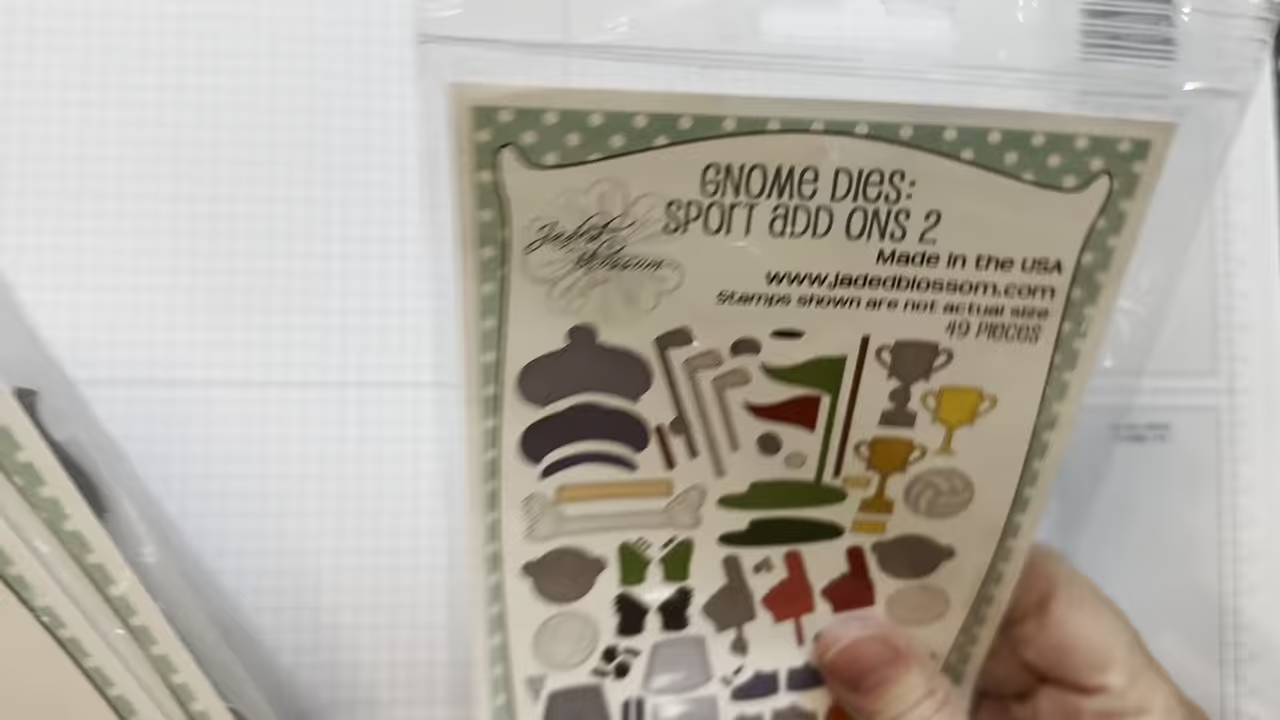 GNOME DIES:
SPORT ADD ONS 2
Jaded Blossom
Made in the USA
www.jadedblossom.com
Stamps shown are not actual size
49 PIECES